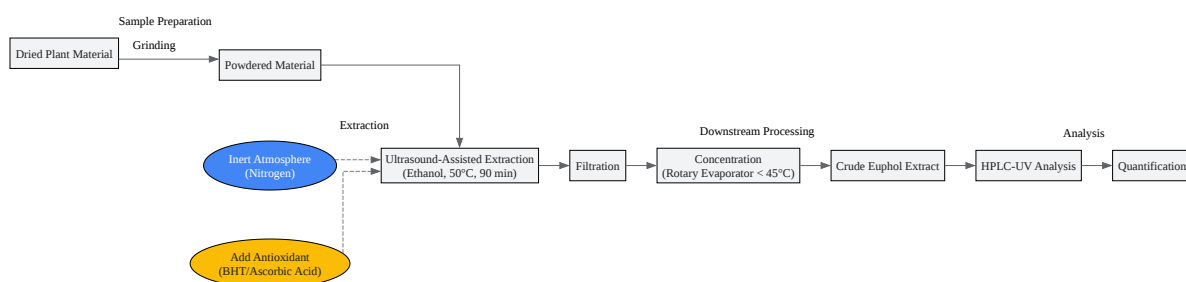 Sample Preparation
Dried Plant Material
Grinding
Powdered Material
Extraction
Inert Atmosphere
(Nitrogen)
Add Antioxidant
(BHT/Ascorbic Acid)
Ultrasound-Assisted Extraction
(Ethanol, 50°C, 90 min)
Filtration
Downstream Processing
Concentration
(Rotary Evaporator < 45°C)
Crude Euphol Extract
Analysis
HPLC-UV Analysis
Quantification